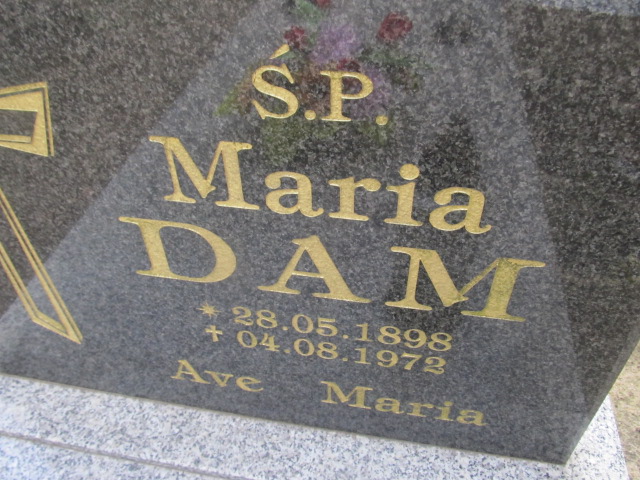 Ś.P.
Maria
DAM
* 28.05.1898
✝ 04.08.1972
Ave Maria